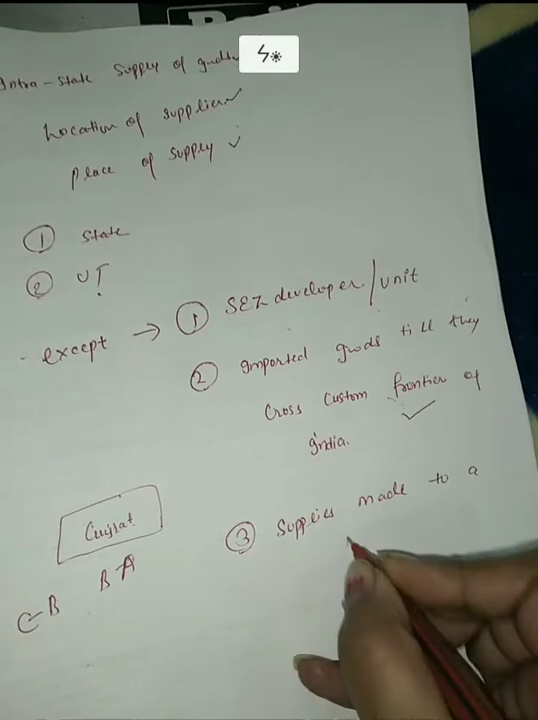 Intra-state supply of goods
Location of supplier
place of supply
① state
② UT
except → ① SEZ developer/unit
② Imported goods till they
cross custom frontier of
India.
③ supplies made to a
Gujrat
B A
B